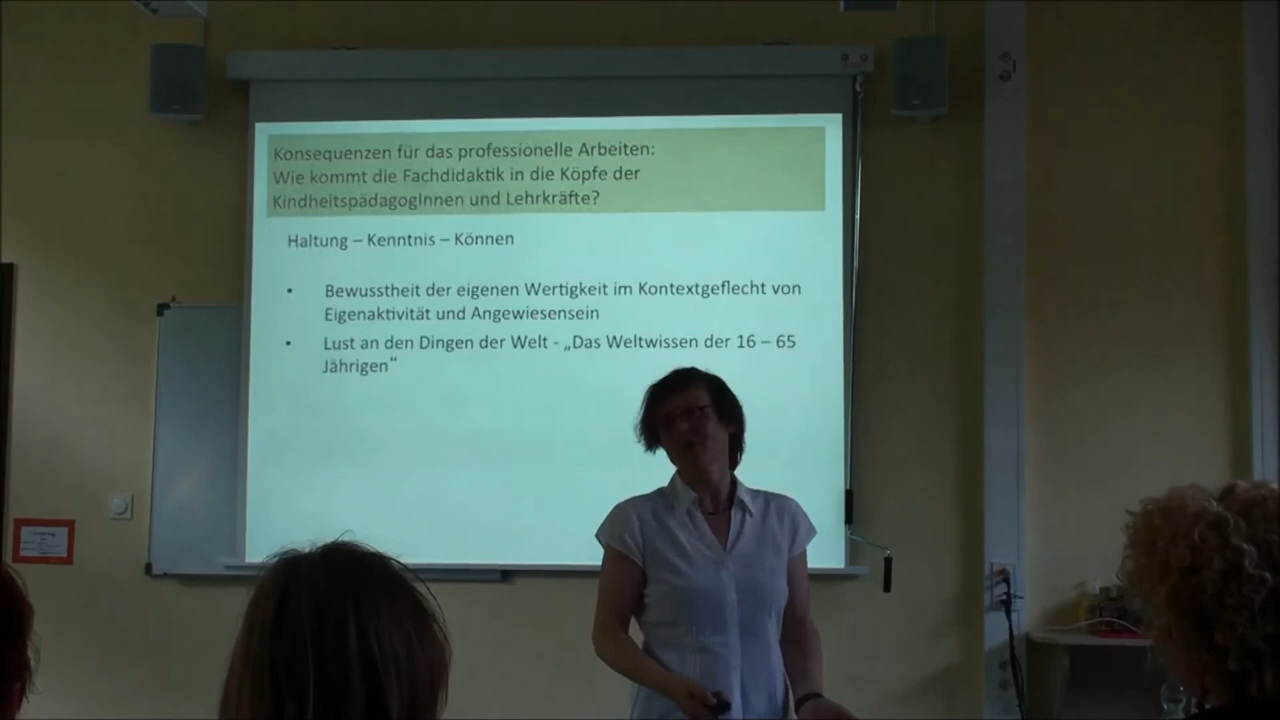 Konsequenzen für das professionelle Arbeiten:
Wie kommt die Fachdidaktik in die Köpfe der
KindheitspädagogInnen und Lehrkräfte?
Haltung – Kenntnis – Können
• Bewusstheit der eigenen Wertigkeit im Kontextgeflecht von
Eigenaktivität und Angewiesensein
• Lust an den Dingen der Welt - „Das Weltwissen der 16 – 65
Jährigen“